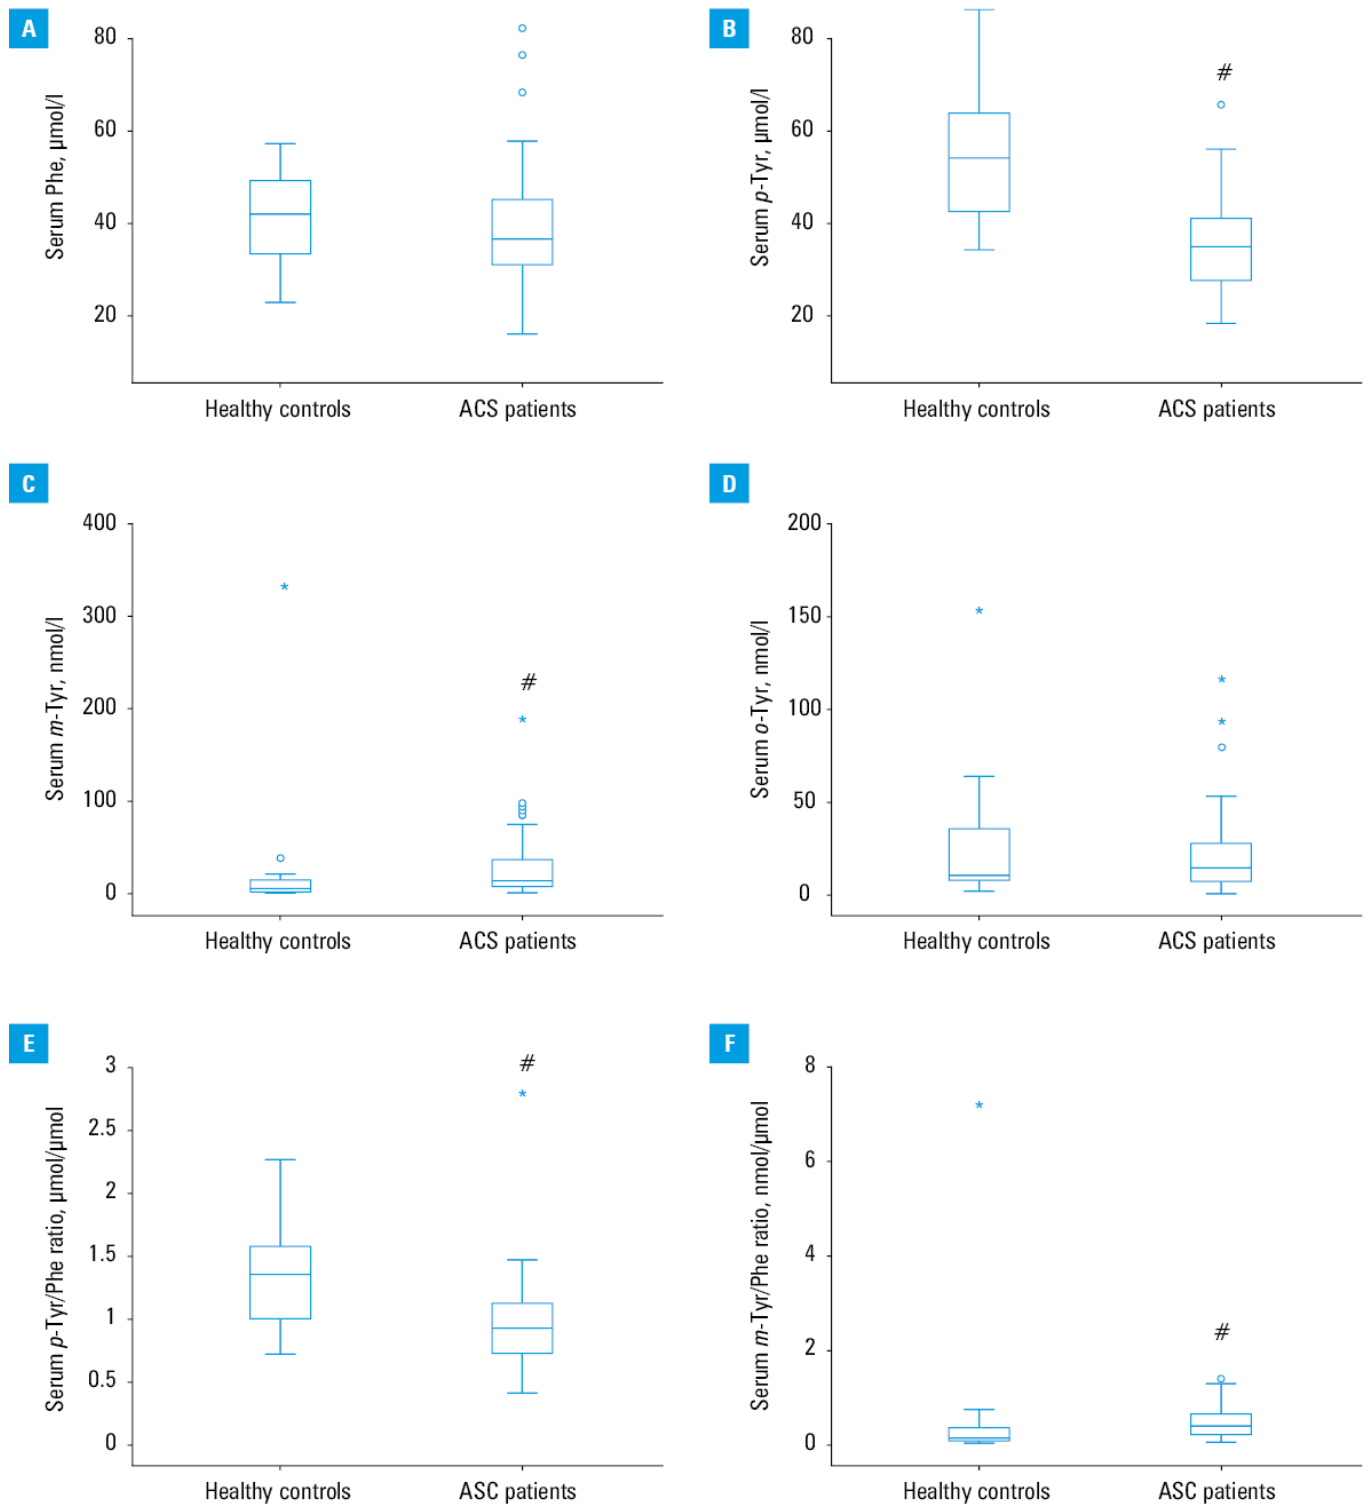 A
Serum Phe, μmol/l
80
60
40
20
Healthy controls
ACS patients
B
Serum p-Tyr, μmol/l
80
60
40
20
#
Healthy controls
ACS patients
C
Serum m-Tyr, nmol/l
400
300
200
100
0
*
#
*
Healthy controls
ACS patients
D
Serum o-Tyr, nmol/l
200
150
100
50
0
*
*
*
Healthy controls
ACS patients
E
Serum p-Tyr/Phe ratio, μmol/μmol
3
2.5
2
1.5
1
0.5
0
#
*
Healthy controls
ASC patients
F
Serum m-Tyr/Phe ratio, nmol/μmol
8
6
4
2
0
*
#
Healthy controls
ASC patients